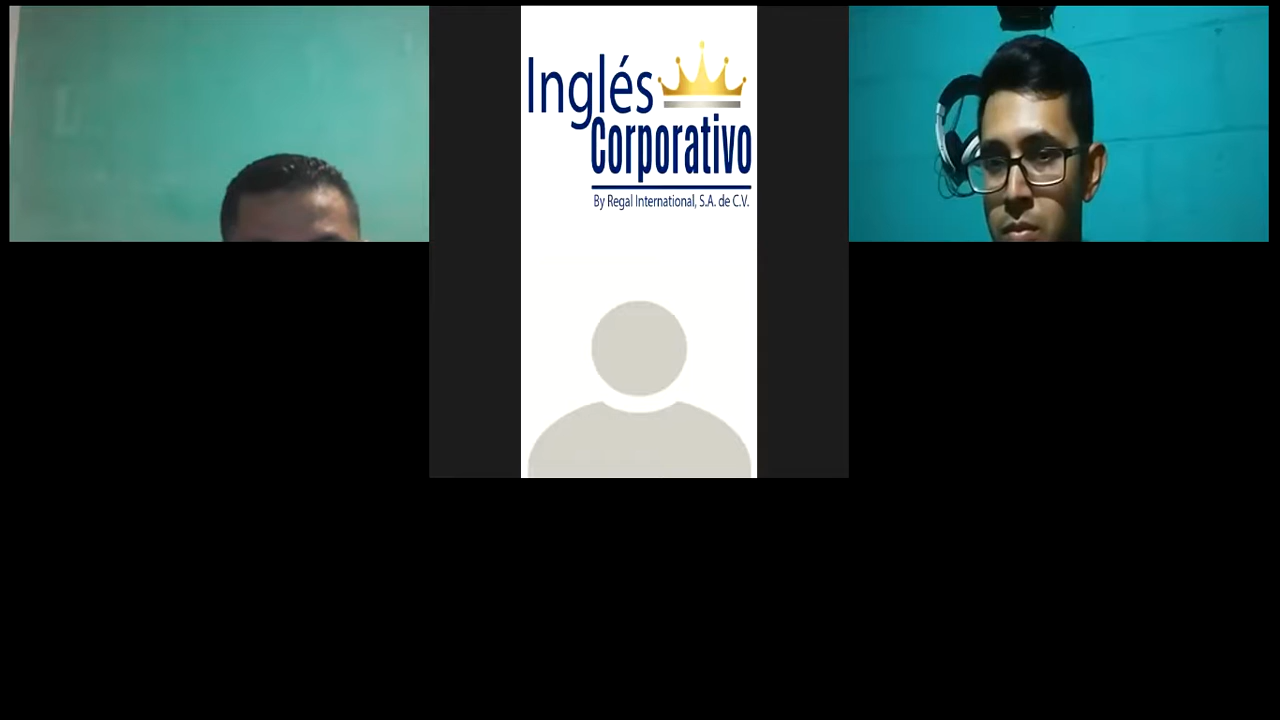 Inglés
Corporativo
By Regal International, S.A. de C.V.